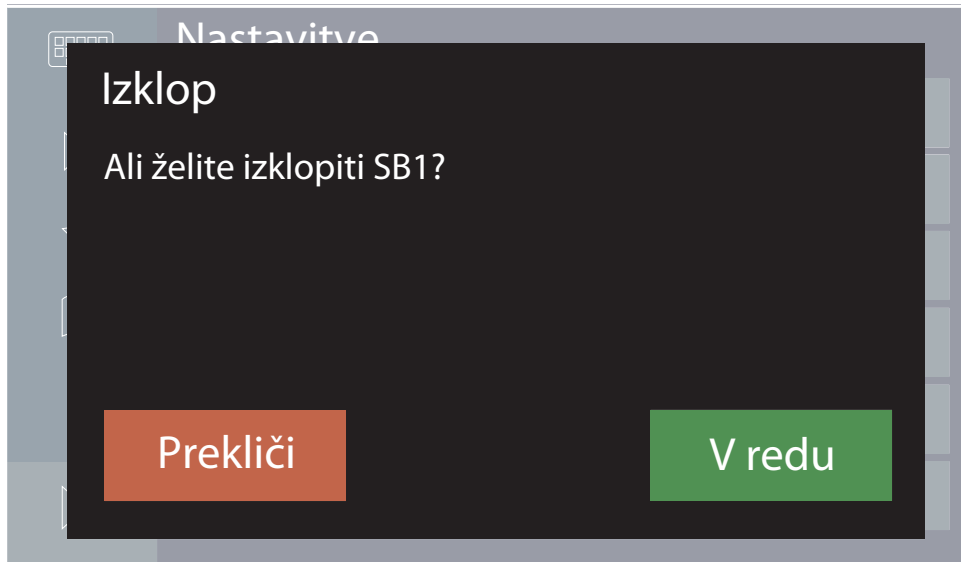 Nastavitve
Izklop
Ali želite izklopiti SB1?
Prekliči
V redu